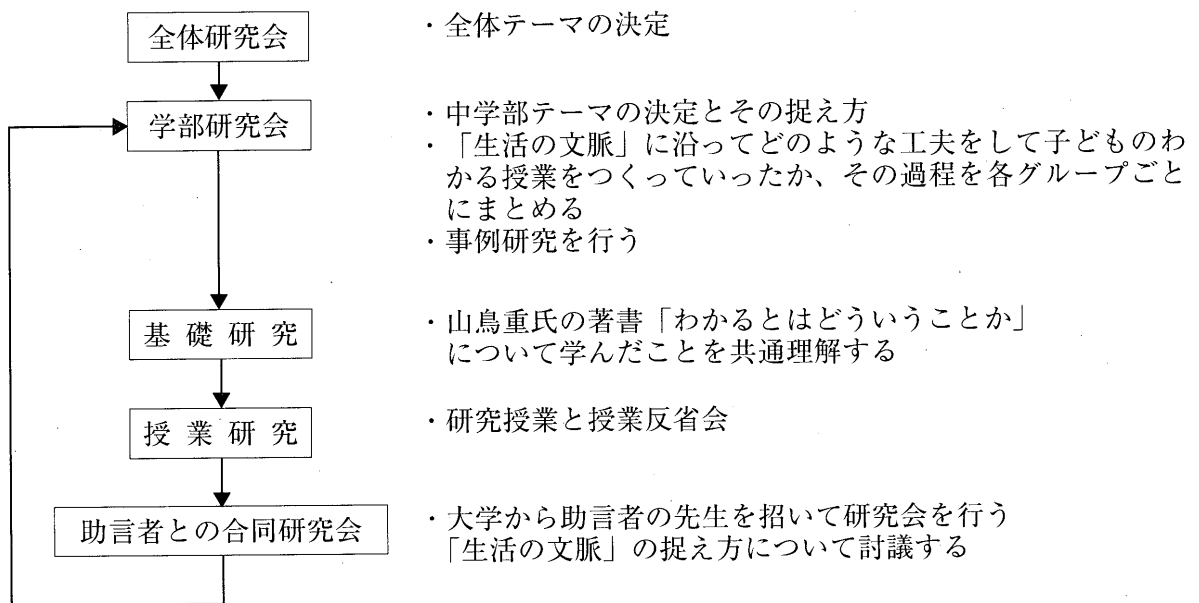 全体研究会
・全体テーマの決定
学部研究会
・中学部テーマの決定とその捉え方
・「生活の文脈」に沿ってどのような工夫をして子どものわ
かる授業をつくっていったか、その過程を各グループごと
にまとめる
・事例研究を行う
基礎研究
・山鳥重氏の著書「わかるとはどういうことか」
について学んだことを共通理解する
授業研究
・研究授業と授業反省会
助言者との合同研究会
・大学から助言者の先生を招いて研究会を行う
「生活の文脈」の捉え方について討議する